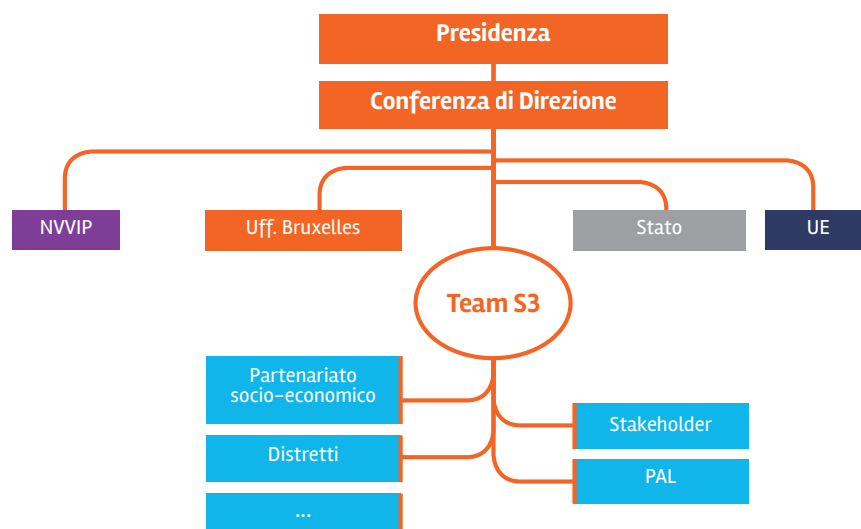 Presidenza
Conferenza di Direzione
NVVIP
Uff. Bruxelles
Stato
UE
Team S3
Partenariato
socio-economico
Distretti
...
Stakeholder
PAL